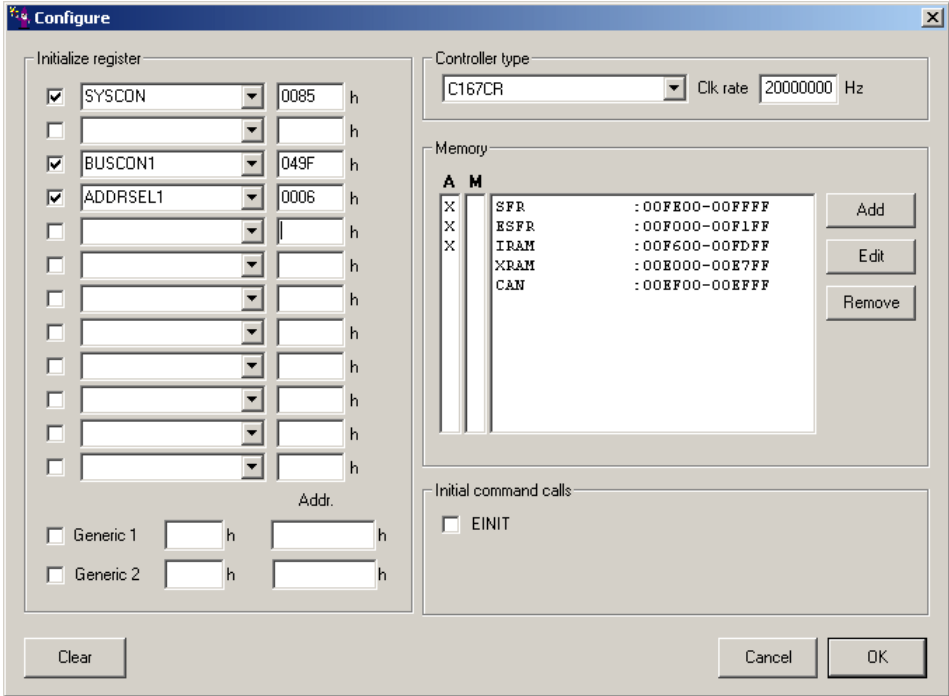 Configure
Initialize register
SYSCON 0085 h
h
BUSCON1 049F h
ADDRSEL1 0006 h
h
h
h
h
h
h
h
h
Addr.
Generic 1 h h
Generic 2 h h
Controller type
C167CR Clk rate 20000000 Hz
Memory
A M
X SFR :00FE00-00FFFF
X ESFR :00F000-00F1FF
X IRAM :00F600-00FDFF
XRAM :00E000-00E7FF
CAN :00EF00-00EFFF
Add
Edit
Remove
Initial command calls
EINIT
Clear
Cancel
OK